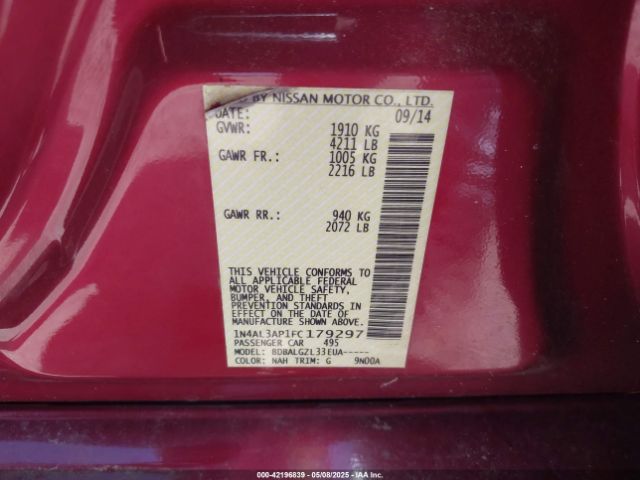 BY NISSAN MOTOR CO., LTD.
DATE: 09/14
GVWR: 1910 KG
4211 LB
GAWR FR.: 1005 KG
2216 LB
GAWR RR.: 940 KG
2072 LB
THIS VEHICLE CONFORMS TO
ALL APPLICABLE FEDERAL
MOTOR VEHICLE SAFETY,
BUMPER, AND THEFT
PREVENTION STANDARDS IN
EFFECT ON THE DATE OF
MANUFACTURE SHOWN ABOVE.
1N4AL3AP1FC179297
PASSENGER CAR 495
MODEL: BDBALGZL33EUA-----
COLOR: NAH TRIM: G 9N00A
000-42196839 - 05/08/2025 - IAA Inc.